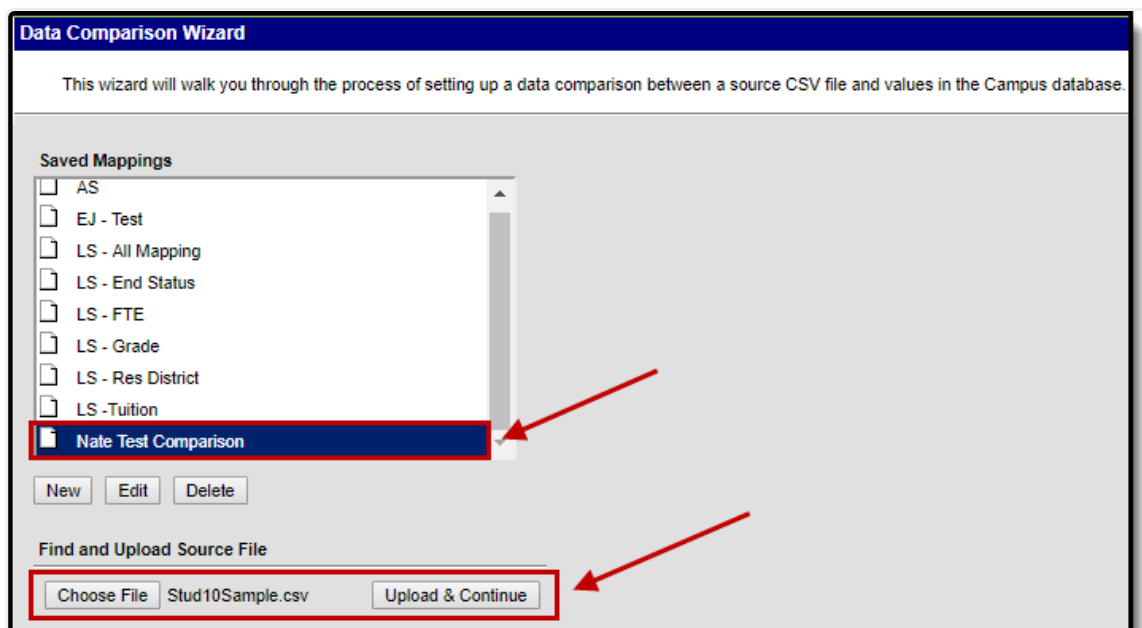 Data Comparison Wizard
This wizard will walk you through the process of setting up a data comparison between a source CSV file and values in the Campus database.
Saved Mappings
AS
EJ - Test
LS - All Mapping
LS - End Status
LS - FTE
LS - Grade
LS - Res District
LS -Tuition
Nate Test Comparison
New Edit Delete
Find and Upload Source File
Choose File Stud10Sample.csv Upload & Continue